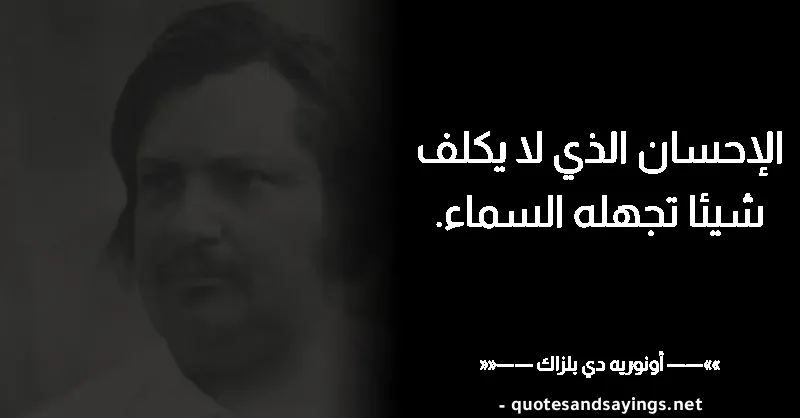 الإحسان الذي لا يكلف
شيئا تجهله السماء.
»»—— أونوريه دي بلزاك ——««
- quotesandsayings.net